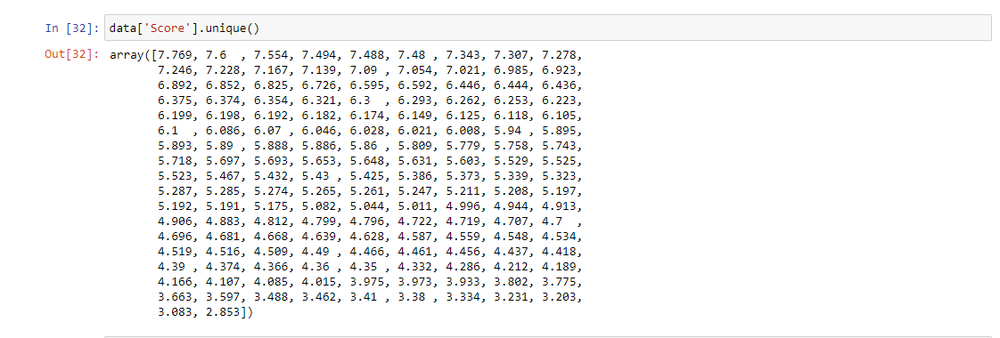 In [32]: data['Score'].unique()
Out[32]: array([7.769, 7.6  , 7.554, 7.494, 7.488, 7.48 , 7.343, 7.307, 7.278,
7.246, 7.228, 7.167, 7.139, 7.09 , 7.054, 7.021, 6.985, 6.923,
6.892, 6.852, 6.825, 6.726, 6.595, 6.592, 6.446, 6.444, 6.436,
6.375, 6.374, 6.354, 6.321, 6.3  , 6.293, 6.262, 6.253, 6.223,
6.199, 6.198, 6.192, 6.182, 6.174, 6.149, 6.125, 6.118, 6.105,
6.1  , 6.086, 6.07 , 6.046, 6.028, 6.021, 6.008, 5.94 , 5.895,
5.893, 5.89 , 5.888, 5.886, 5.86 , 5.809, 5.779, 5.758, 5.743,
5.718, 5.697, 5.693, 5.653, 5.648, 5.631, 5.603, 5.529, 5.525,
5.523, 5.467, 5.432, 5.43 , 5.425, 5.386, 5.373, 5.339, 5.323,
5.287, 5.285, 5.274, 5.265, 5.261, 5.247, 5.211, 5.208, 5.197,
5.192, 5.191, 5.175, 5.082, 5.044, 5.011, 4.996, 4.944, 4.913,
4.906, 4.883, 4.812, 4.799, 4.796, 4.722, 4.719, 4.707, 4.7  ,
4.696, 4.681, 4.668, 4.639, 4.628, 4.587, 4.559, 4.548, 4.534,
4.519, 4.516, 4.509, 4.49 , 4.466, 4.461, 4.456, 4.437, 4.418,
4.39 , 4.374, 4.366, 4.36 , 4.35 , 4.332, 4.286, 4.212, 4.189,
4.166, 4.107, 4.085, 4.015, 3.975, 3.973, 3.933, 3.802, 3.775,
3.663, 3.597, 3.488, 3.462, 3.41 , 3.38 , 3.334, 3.231, 3.203,
3.083, 2.853])